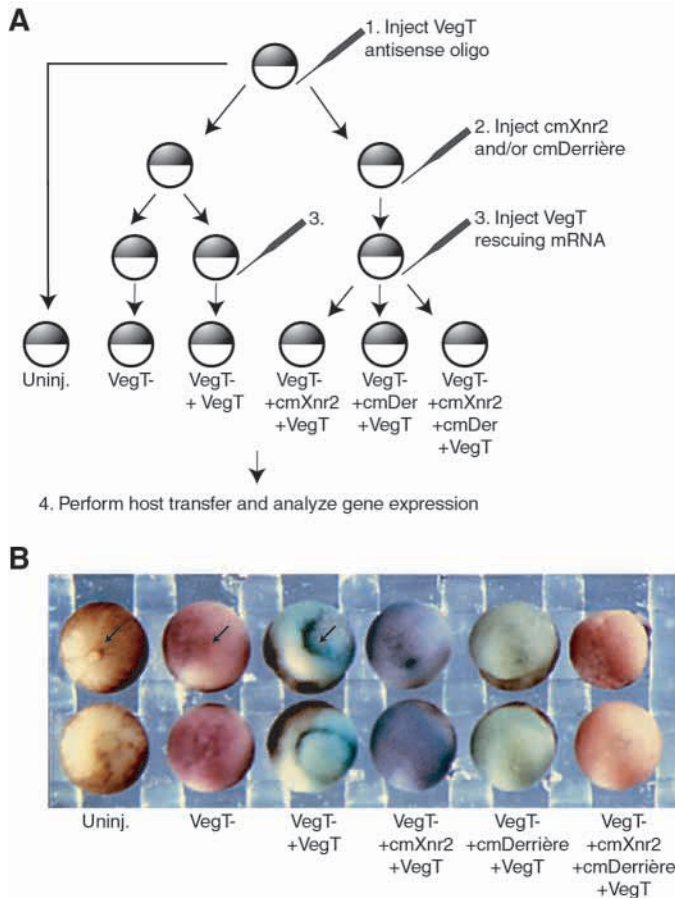 A
1. Inject VegT
antisense oligo
2. Inject cmXnr2
and/or cmDerrière
3.
3. Inject VegT
rescuing mRNA
Uninj.
VegT-
VegT-
+ VegT
VegT-
+cmXnr2
+VegT
VegT-
+cmDer
+VegT
VegT-
+cmXnr2
+cmDer
+VegT
4. Perform host transfer and analyze gene expression
B
Uninj.
VegT-
VegT-
+VegT
VegT-
+cmXnr2
+VegT
VegT-
+cmDerrière
+VegT
VegT-
+cmXnr2
+cmDerrière
+VegT